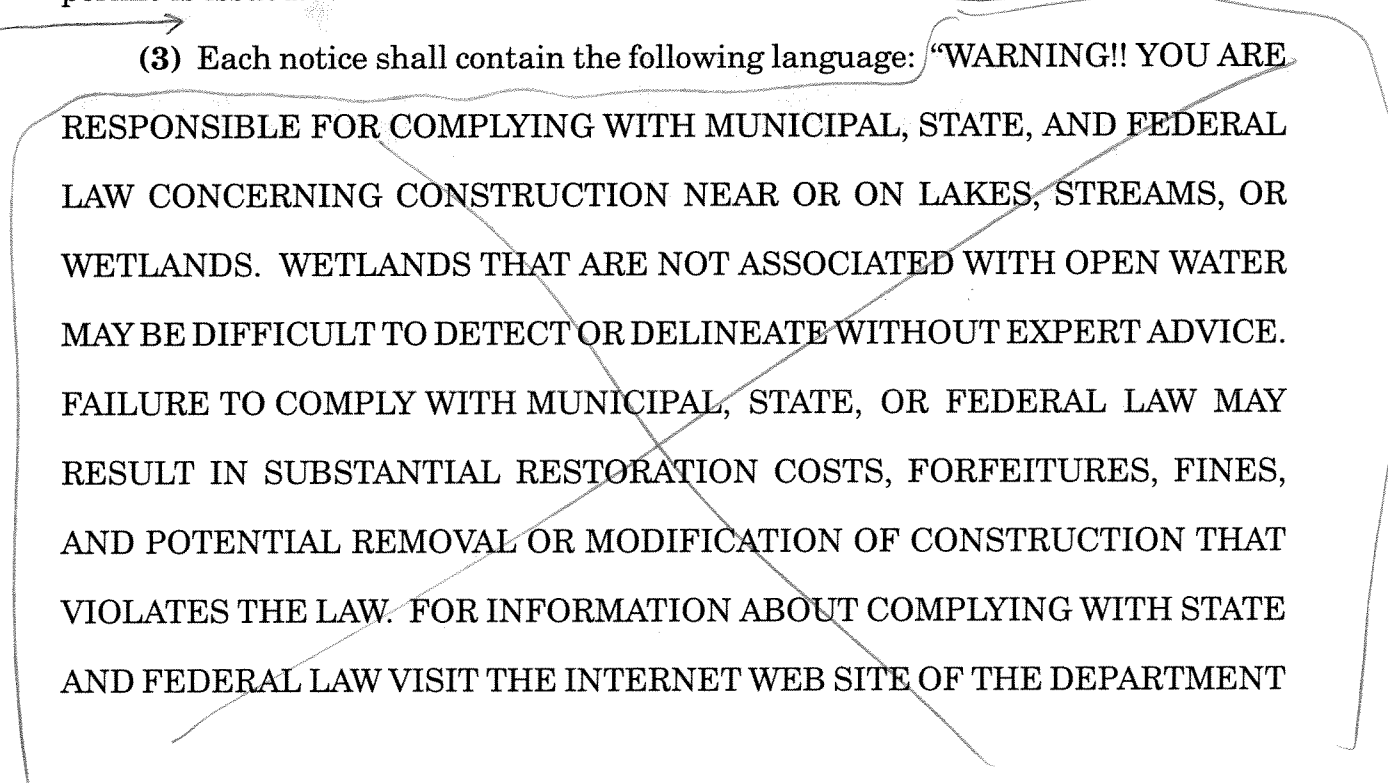 (3) Each notice shall contain the following language: “WARNING!! YOU ARE
RESPONSIBLE FOR COMPLYING WITH MUNICIPAL, STATE, AND FEDERAL
LAW CONCERNING CONSTRUCTION NEAR OR ON LAKES, STREAMS, OR
WETLANDS. WETLANDS THAT ARE NOT ASSOCIATED WITH OPEN WATER
MAY BE DIFFICULT TO DETECT OR DELINEATE WITHOUT EXPERT ADVICE.
FAILURE TO COMPLY WITH MUNICIPAL, STATE, OR FEDERAL LAW MAY
RESULT IN SUBSTANTIAL RESTORATION COSTS, FORFEITURES, FINES,
AND POTENTIAL REMOVAL OR MODIFICATION OF CONSTRUCTION THAT
VIOLATES THE LAW. FOR INFORMATION ABOUT COMPLYING WITH STATE
AND FEDERAL LAW VISIT THE INTERNET WEB SITE OF THE DEPARTMENT